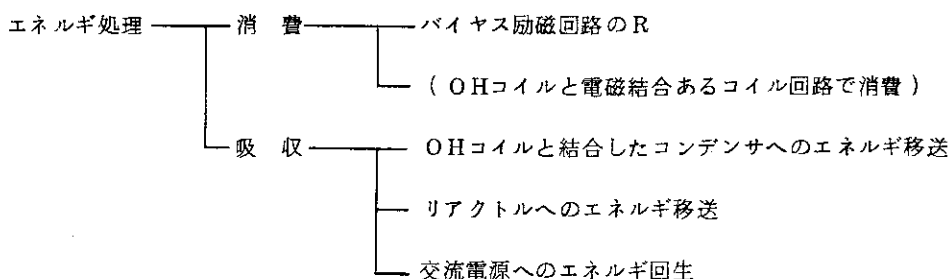 エネルギ処理 消費 バイヤス励磁回路のR
(OHコイルと電磁結合あるコイル回路で消費)
吸収 OHコイルと結合したコンデンサへのエネルギ移送
リアクトルへのエネルギ移送
交流電源へのエネルギ回生